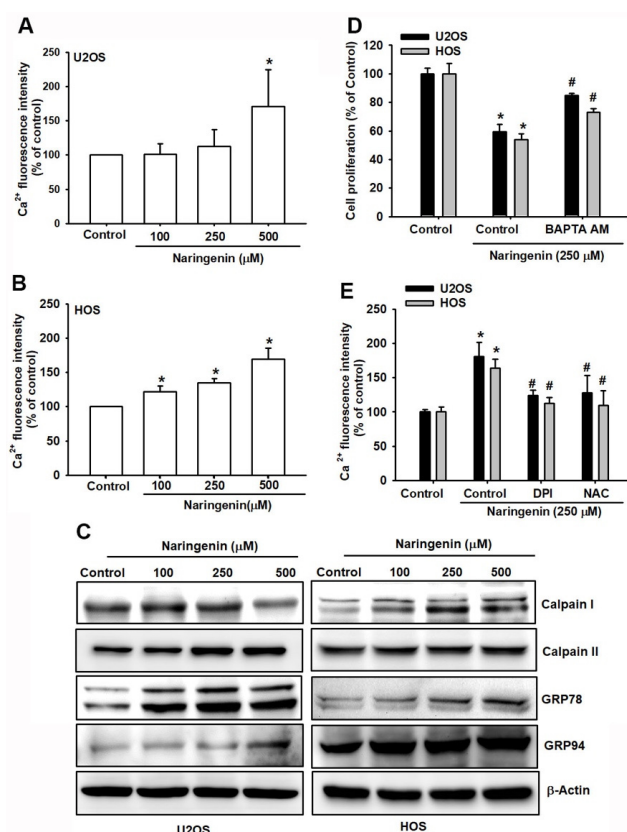 A
U2OS
*
250
200
150
100
50
0
Ca2+ fluorescence intensity
(% of control)
Control 100 250 500
Naringenin (μM)
B
HOS
* * *
250
200
150
100
50
0
Ca2+ fluorescence intensity
(% of control)
Control 100 250 500
Naringenin(μM)
D
U2OS
HOS
120
100
80
60
40
20
0
Cell proliferation (% of Control)
* * # #
Control Control BAPTA AM
Naringenin (250 μM)
E
U2OS
HOS
250
200
150
100
50
0
Ca 2+ fluorescence intensity
(% of control)
* * # # # #
Control Control DPI NAC
Naringenin (250 μM)
C
Naringenin (μM) Naringenin (μM)
Control 100 250 500 Control 100 250 500
Calpain I
Calpain II
GRP78
GRP94
β-Actin
U2OS HOS